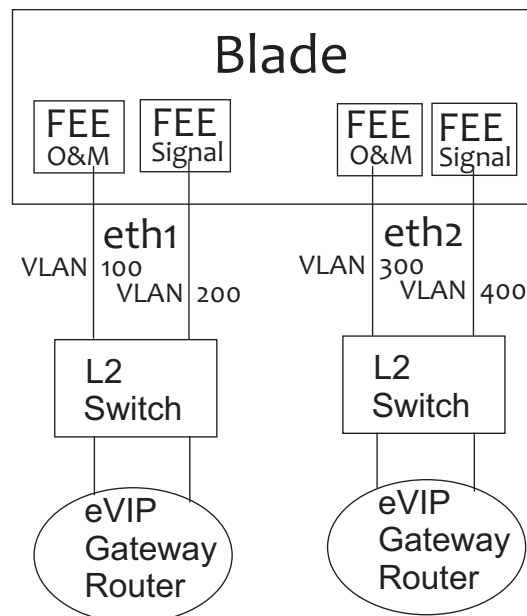 Blade
FEE
O&M
FEE
Signal
FEE
O&M
FEE
Signal
eth1
VLAN 100
VLAN 200
eth2
VLAN 300
VLAN 400
L2
Switch
L2
Switch
eVIP
Gateway
Router
eVIP
Gateway
Router